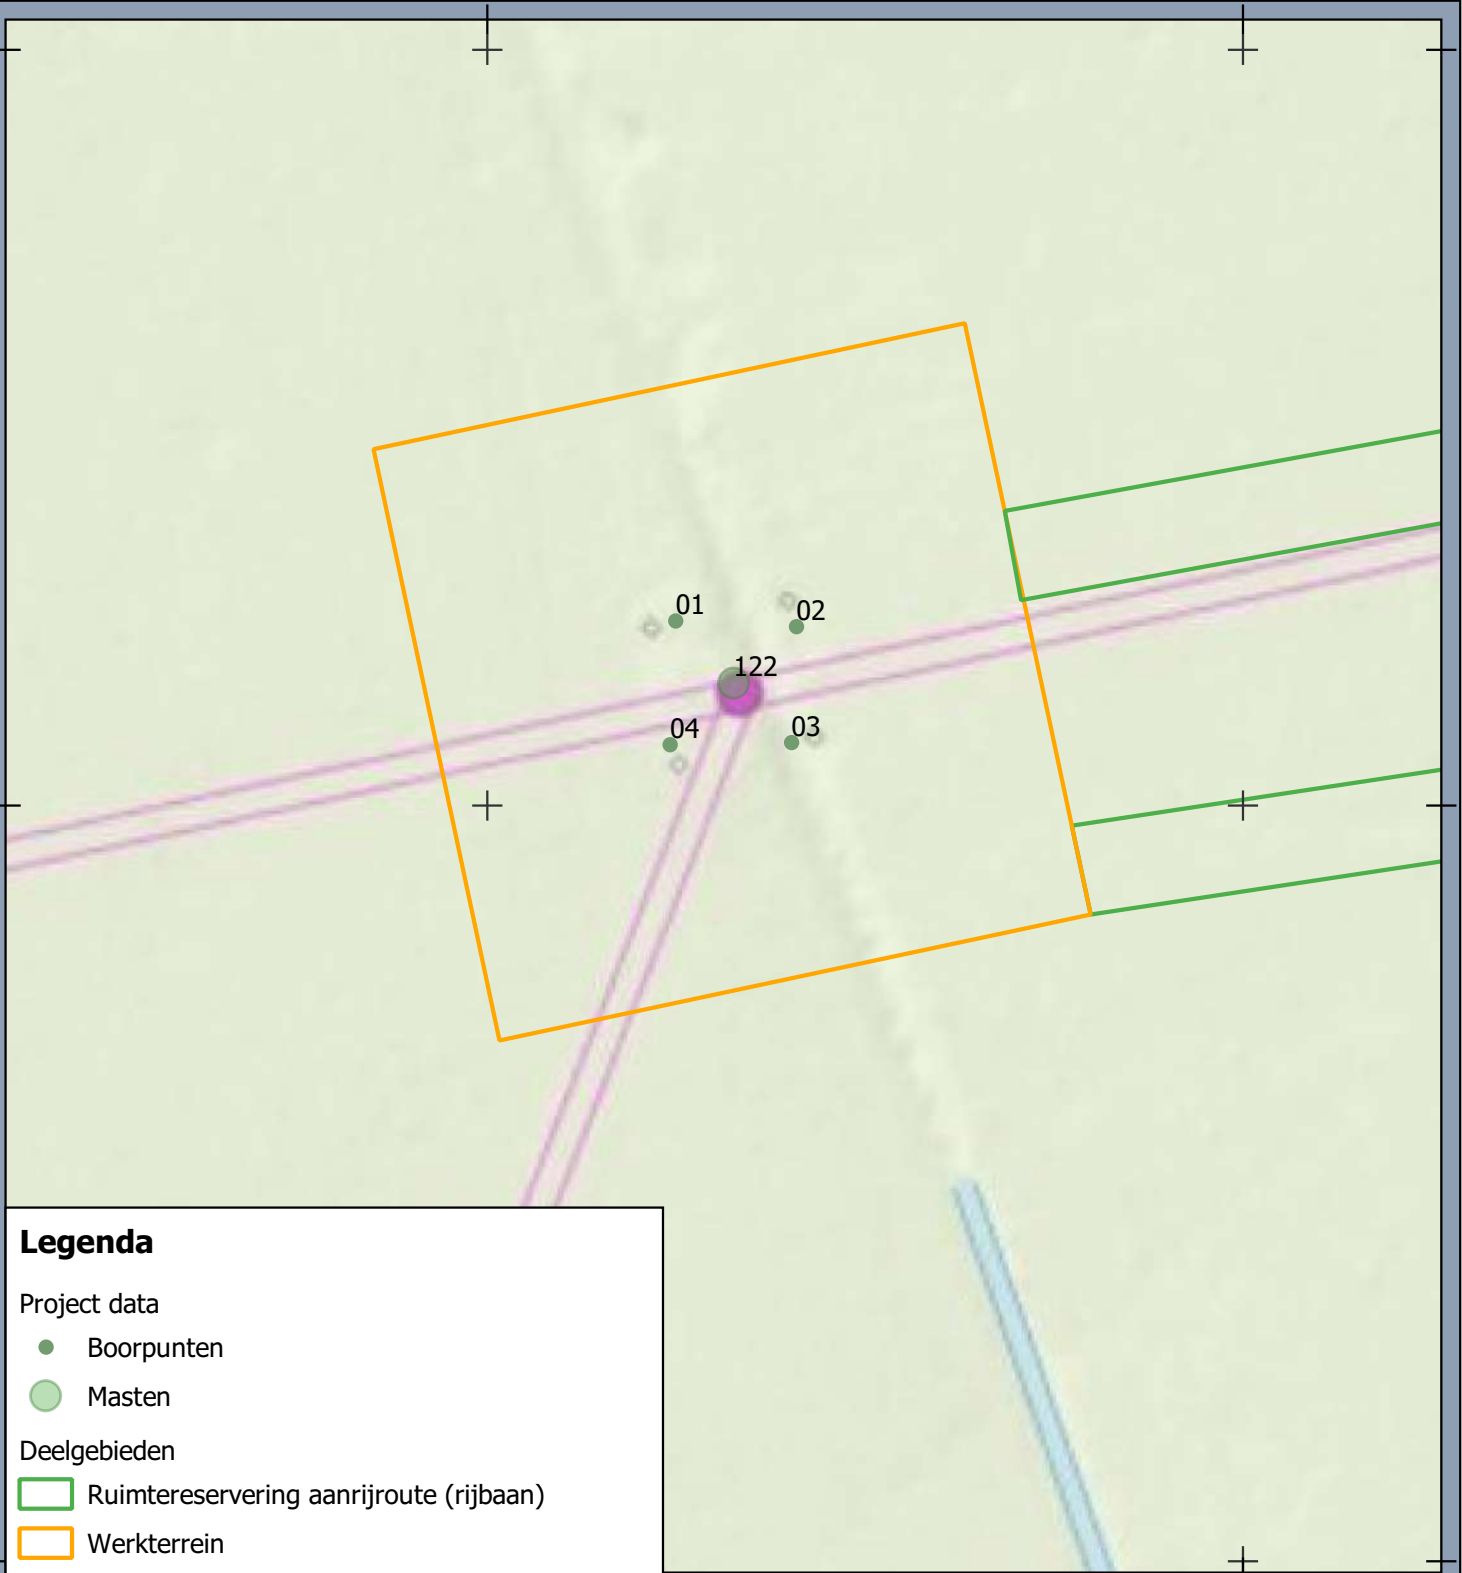 01
02
122
04
03
Legenda
Project data
Boorpunten
Masten
Deelgebieden
Ruimtereservering aanrijroute (rijbaan)
Werkterrein